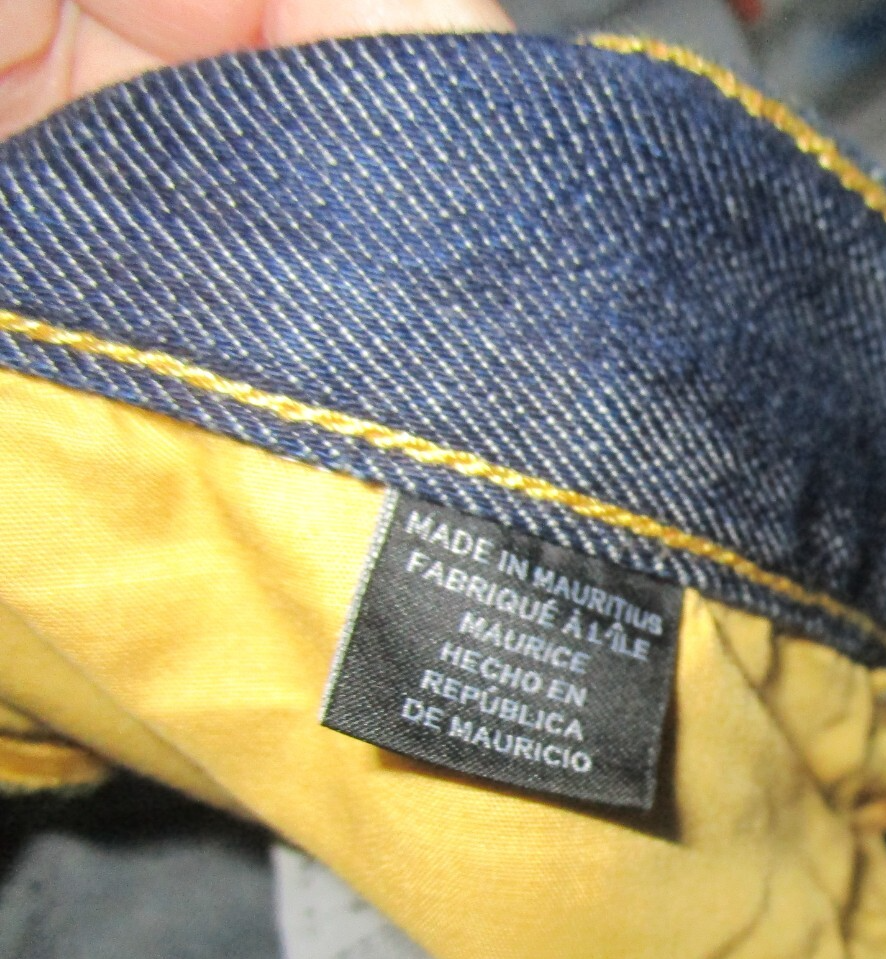 MADE IN MAURITIUS
FABRIQUÉ À L'ÎLE
MAURICE
HECHO EN
REPÚBLICA
DE MAURICIO